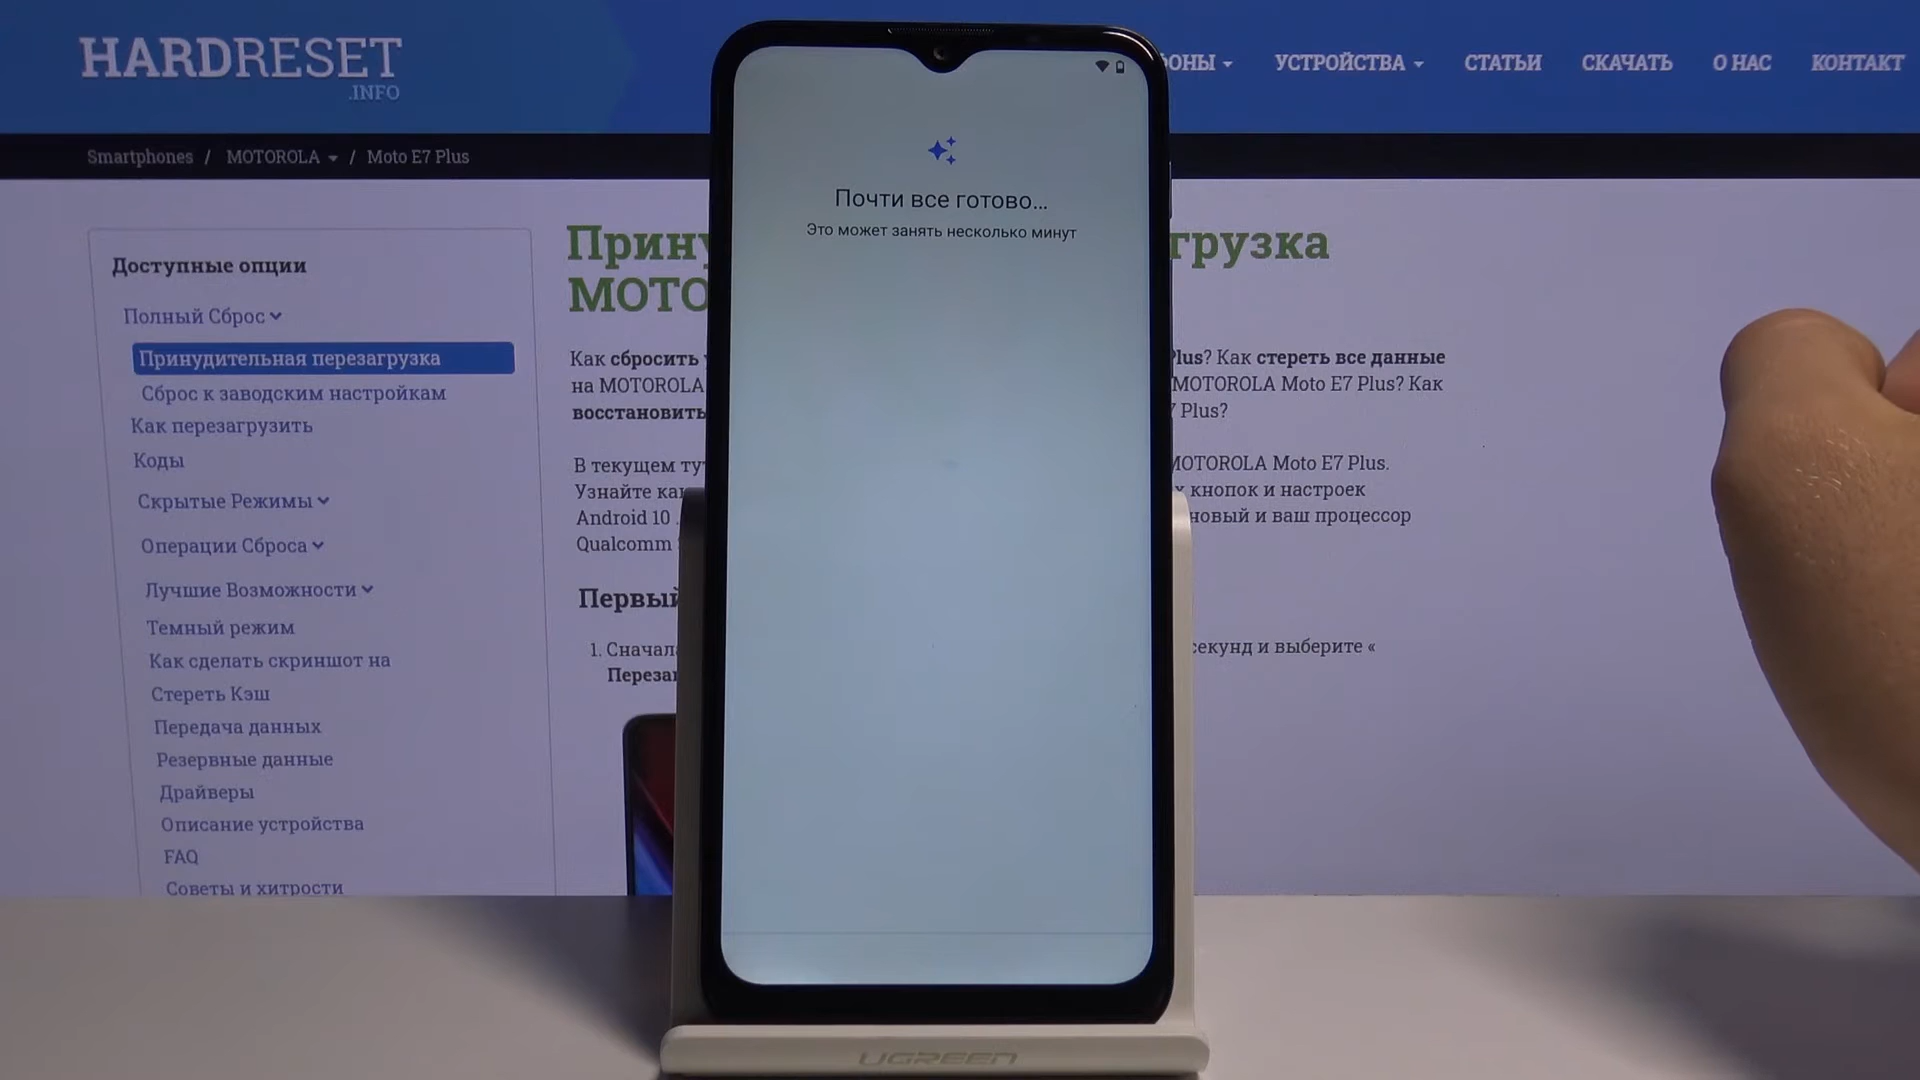 HARDRESET
.INFO
ФОНЫ
УСТРОЙСТВА
СТАТЬИ
СКАЧАТЬ
О НАС
КОНТАКТ
Smartphones / MOTOROLA / Moto E7 Plus
Доступные опции
Полный Сброс
Принудительная перезагрузка
Сброс к заводским настройкам
Как перезагрузить
Коды
Скрытые Режимы
Операции Сброса
Лучшие Возможности
Темный режим
Как сделать скриншот на
Стереть Кэш
Передача данных
Резервные данные
Драйверы
Описание устройства
FAQ
Советы и хитрости
Прину грузка
MOTO
Как сбросить Plus? Как стереть все данные
на MOTOROLA MOTOROLA Moto E7 Plus? Как
восстановить 7 Plus?
В текущем ту MOTOROLA Moto E7 Plus.
Узнайте ка х кнопок и настроек
Android 10 новый и ваш процессор
Qualcomm
Первый
1. Сначал секунд и выберите «
Переза
Почти все готово...
Это может занять несколько минут
UGREEN